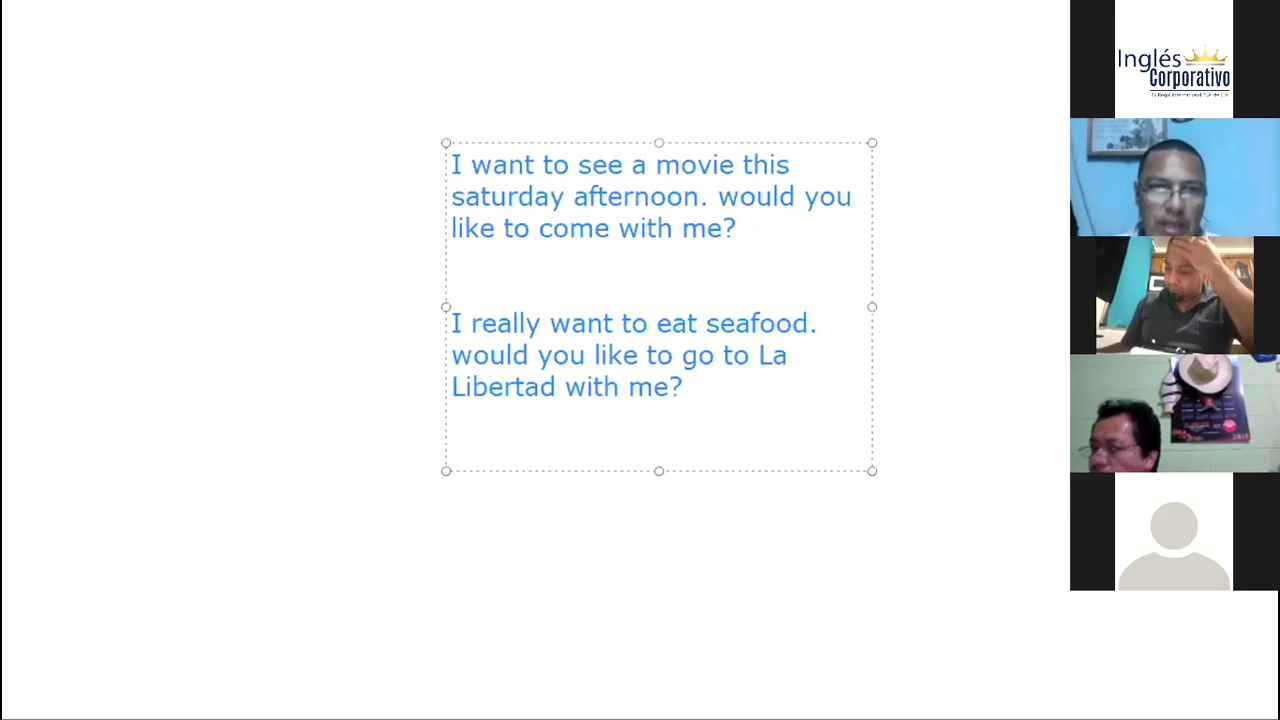 I want to see a movie this
saturday afternoon. would you
like to come with me?
I really want to eat seafood.
would you like to go to La
Libertad with me?
Inglés
Corporativo